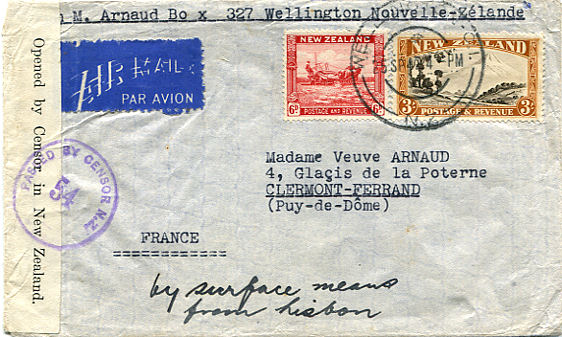 M. Arnaud Bo x 327 Wellington Nouvelle-Zélande
Opened by Censor in New Zealand.
AIR MAIL
PAR AVION
NEW ZEALAND
6D
POSTAGE AND REVENUE
NEW ZEALAND
3/-
POSTAGE & REVENUE
PASSED BY CENSOR N.Z.
54
Madame Veuve ARNAUD
4, Glaçis de la Poterne
CLERMONT-FERRAND
(Puy-de-Dôme)
FRANCE
by surface means
from Lisbon